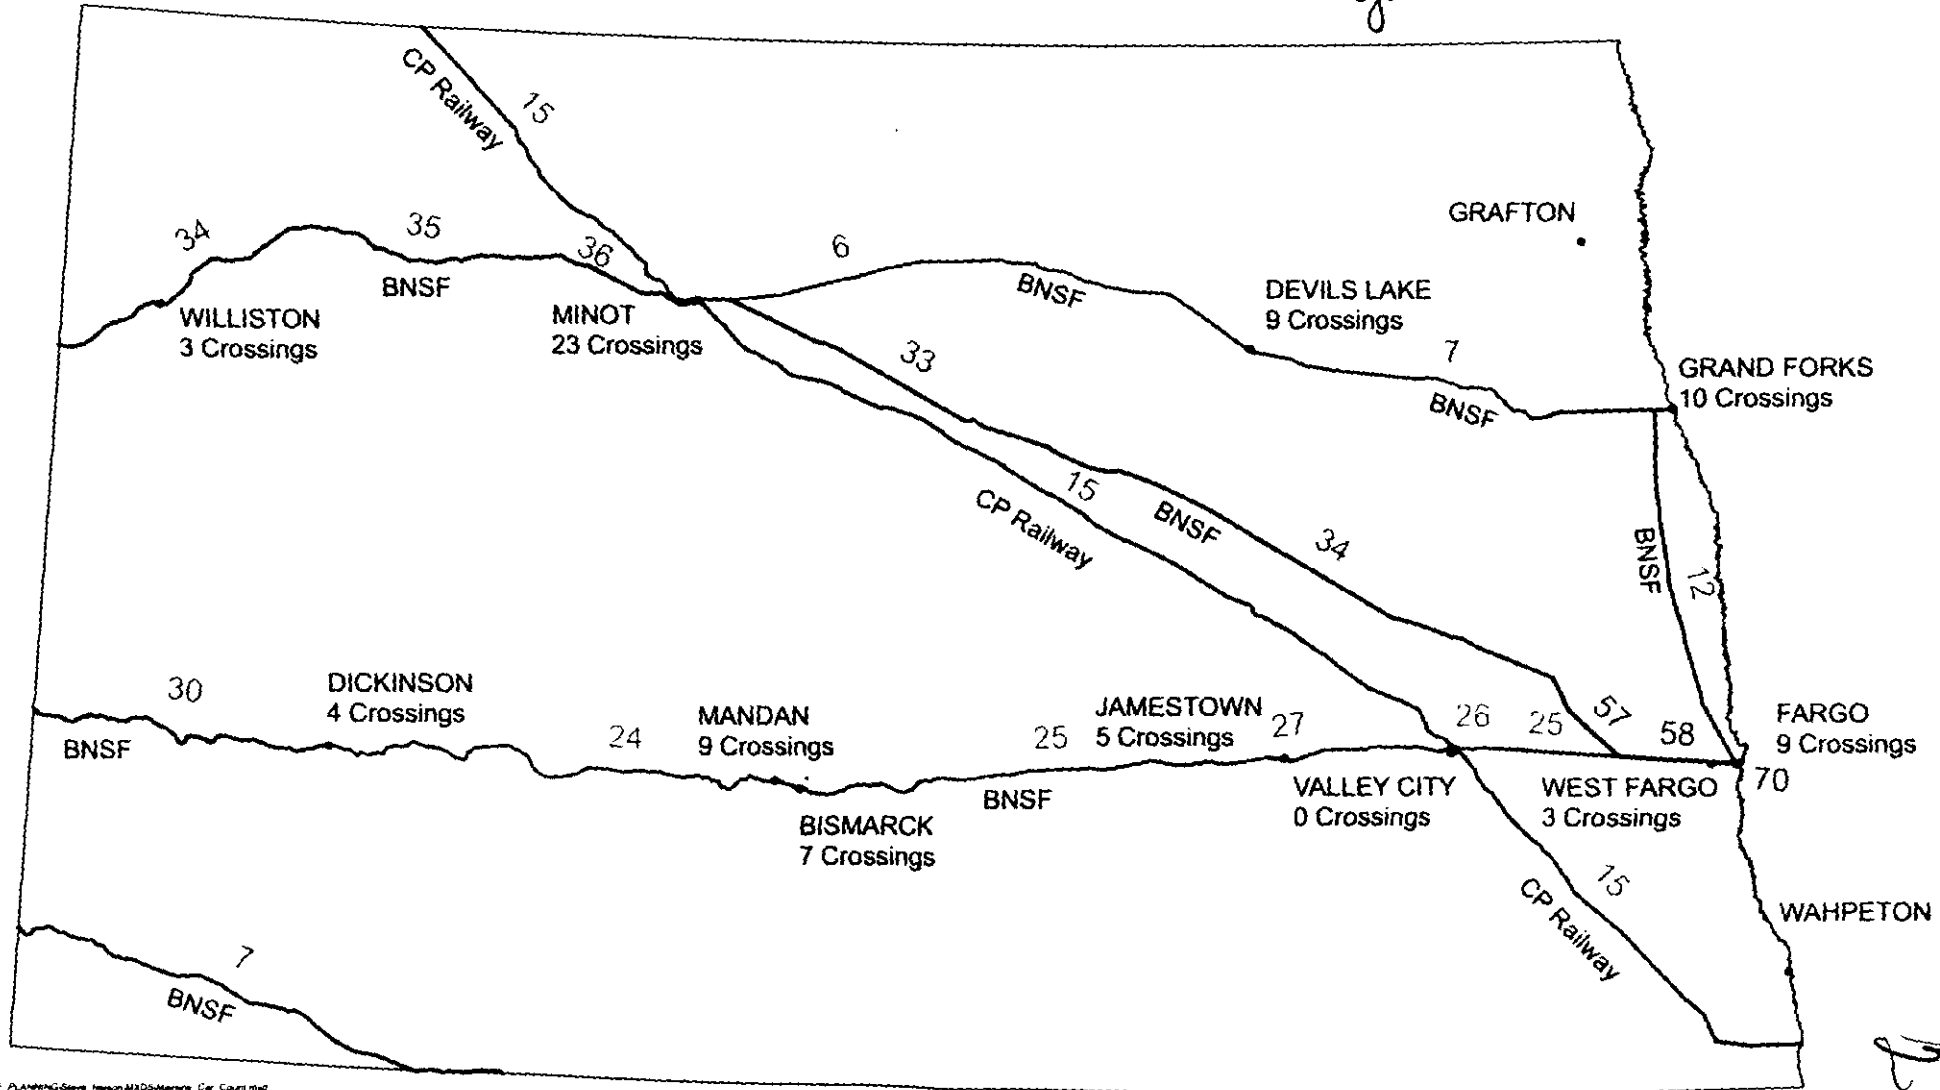 CP Railway
15
GRAFTON
34
35
BNSF
36
6
BNSF
WILLISTON
3 Crossings
MINOT
23 Crossings
DEVILS LAKE
9 Crossings
33
7
BNSF
GRAND FORKS
10 Crossings
15
CP Railway
BNSF
34
BNSF
12
30
BNSF
DICKINSON
4 Crossings
24
MANDAN
9 Crossings
BISMARCK
7 Crossings
25
BNSF
JAMESTOWN
5 Crossings
27
VALLEY CITY
0 Crossings
26
25
57
58
WEST FARGO
3 Crossings
FARGO
9 Crossings
70
15
CP Railway
WAHPETON
7
BNSF